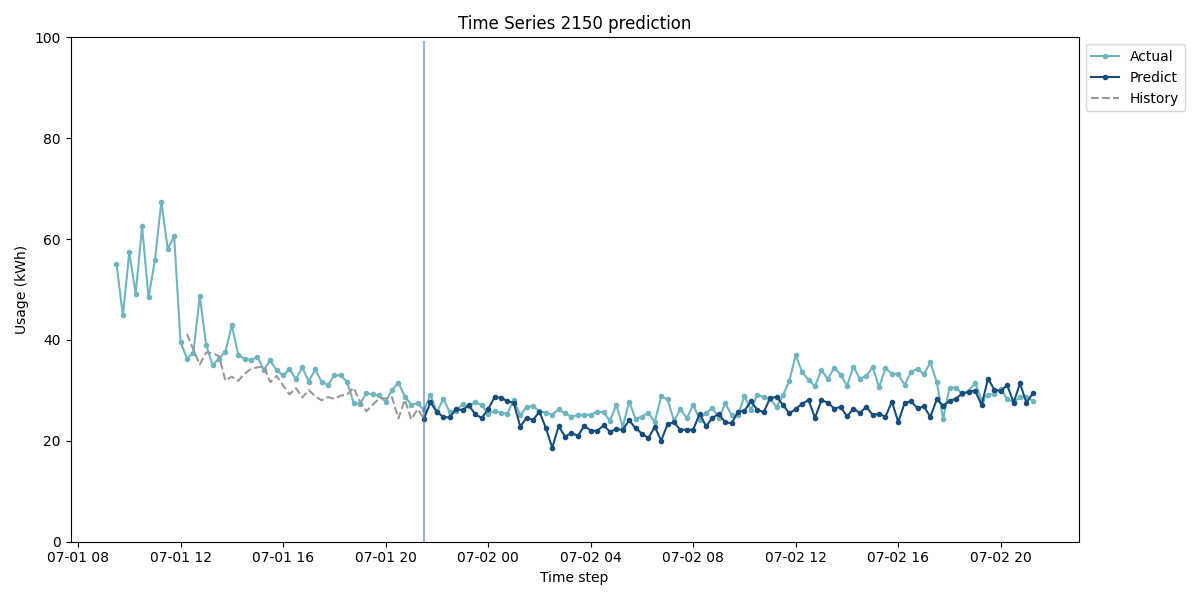 Time Series 2150 prediction
100
80
60
40
20
0
Usage (kWh)
07-01 08
07-01 12
07-01 16
07-01 20
07-02 00
07-02 04
07-02 08
07-02 12
07-02 16
07-02 20
Time step
Actual
Predict
History